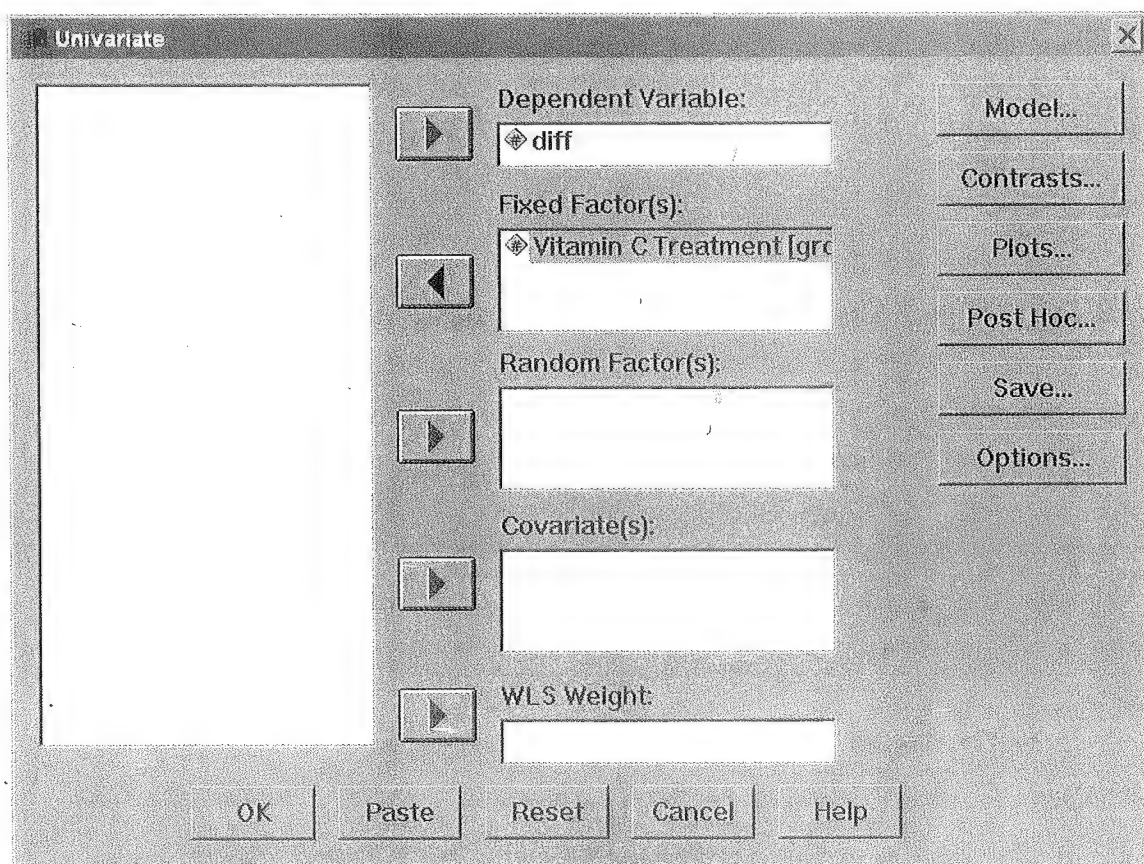 Univariate
Dependent Variable:
diff
Fixed Factor(s):
Vitamin C Treatment [grc
Random Factor(s):
Covariate(s):
WLS Weight:
Model...
Contrasts...
Plots...
Post Hoc...
Save...
Options...
OK
Paste
Reset
Cancel
Help